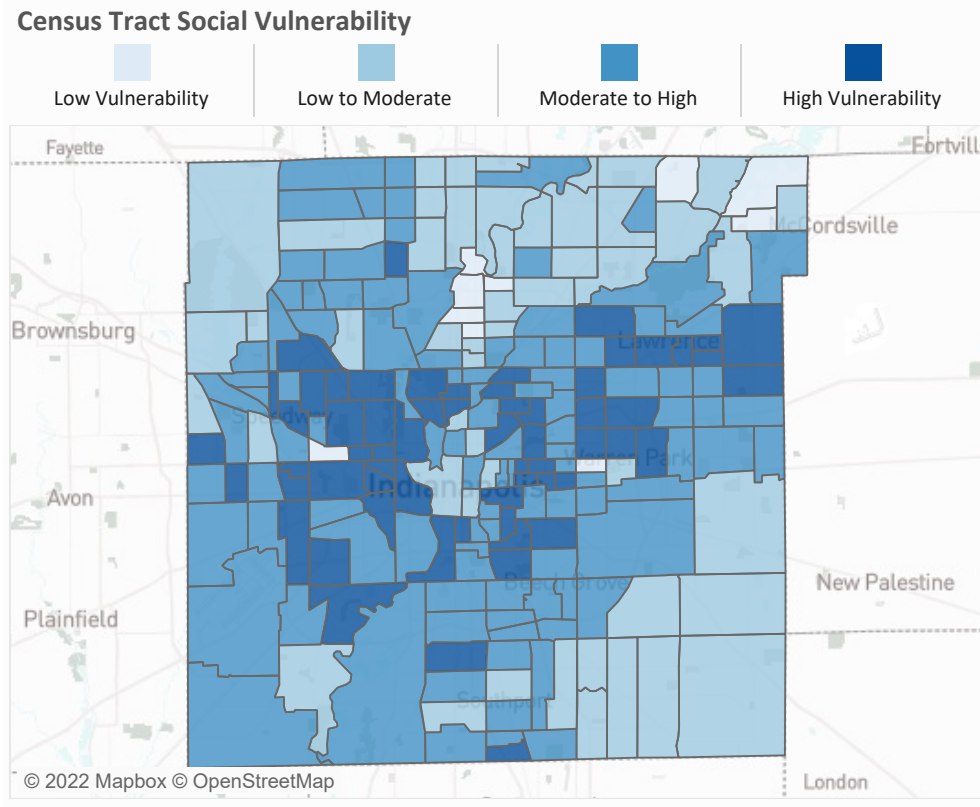 Census Tract Social Vulnerability
Low Vulnerability
Low to Moderate
Moderate to High
High Vulnerability
Fayette
Fortvill
McCordsville
Brownsburg
Lawrence
Speedway
Warren Park
Indianapolis
Avon
Beech Grove
New Palestine
Plainfield
Southport
© 2022 Mapbox © OpenStreetMap
London